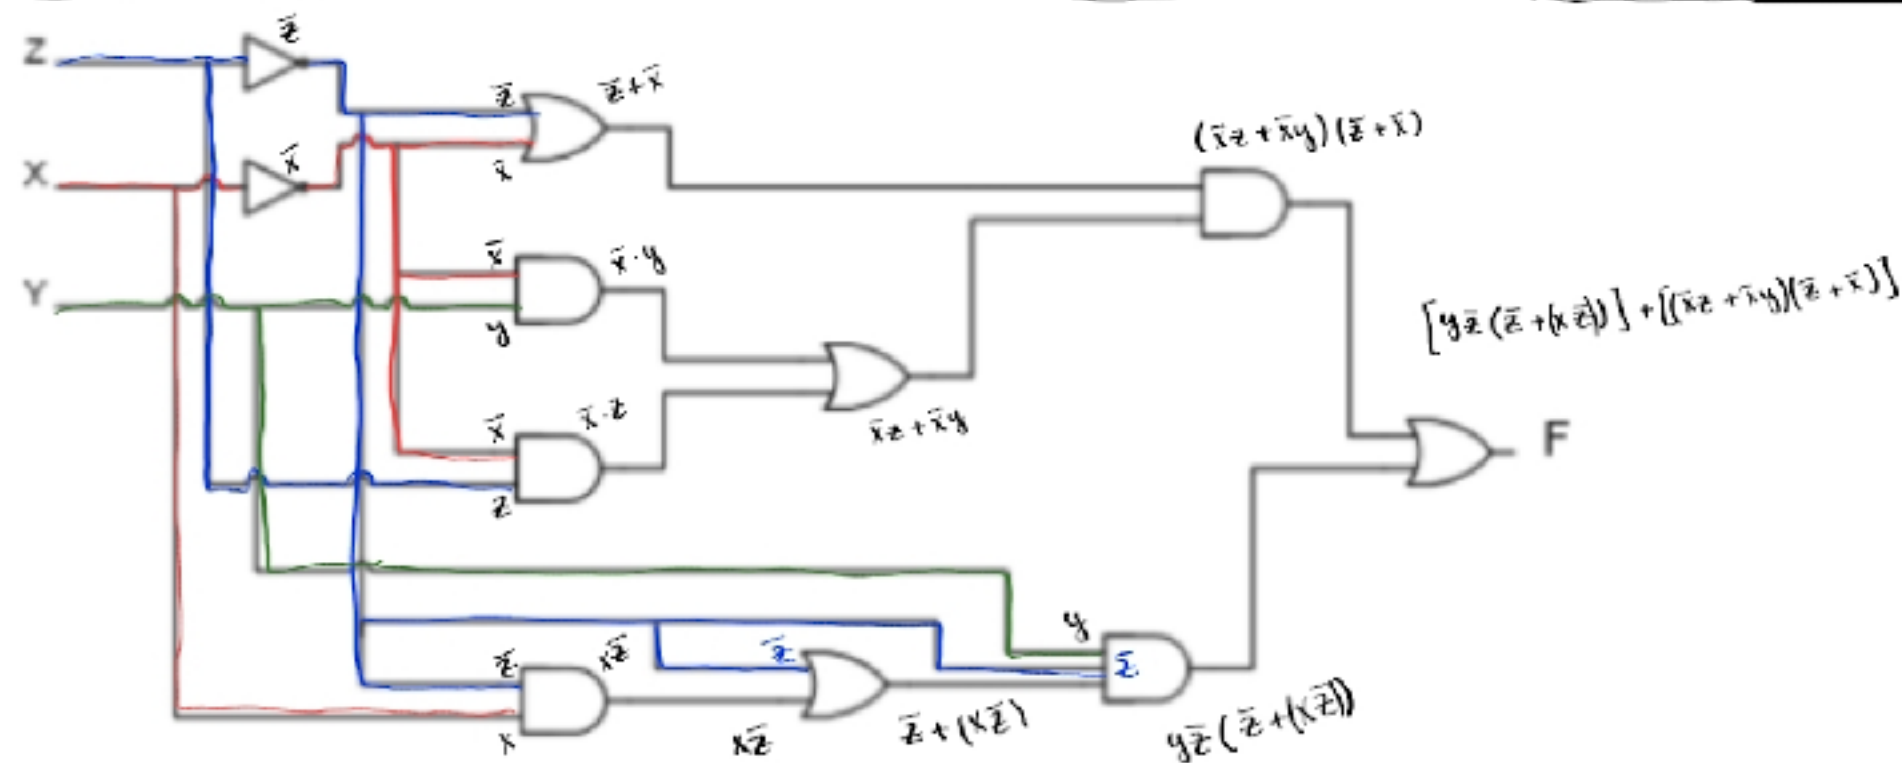 Z
z̅
z̅
z̅+x̅
x̅
X
x̅
(x̅z + x̅y)(z̅ + x̅)
x̅
x̅·y
Y
y
[yz̅(z̅+(xz̅))] + [(x̅z + x̅y)(z̅ + x̅)]
x̅
x̅·z
z
x̅z + x̅y
F
y
z̅
xz̅
z̅
z̅
x
xz̅
z̅ + (xz̅)
yz̅(z̅+(xz̅))